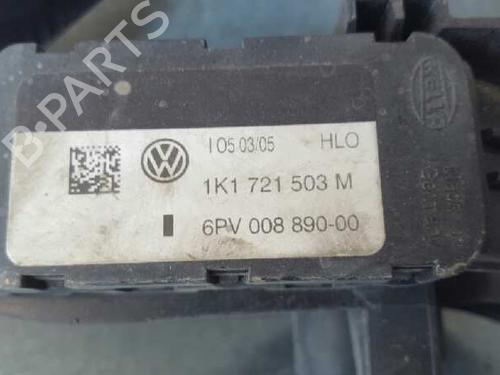 I 05 03/05 HLO
1K1 721 503 M
6PV 008 890-00
HELLA
B-PARTS